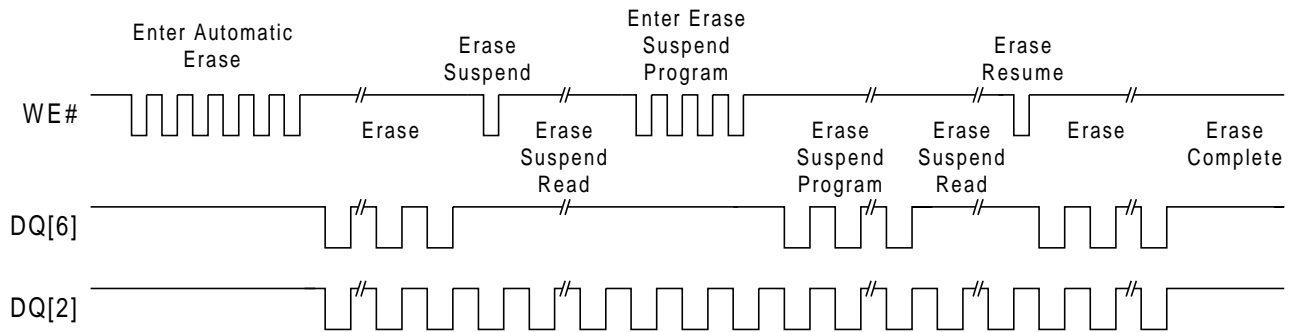 Enter Automatic
Erase
Erase
Suspend
Enter Erase
Suspend
Program
Erase
Resume
WE#
Erase
Erase
Suspend
Read
Erase
Suspend
Program
Erase
Suspend
Read
Erase
Erase
Complete
DQ[6]
DQ[2]